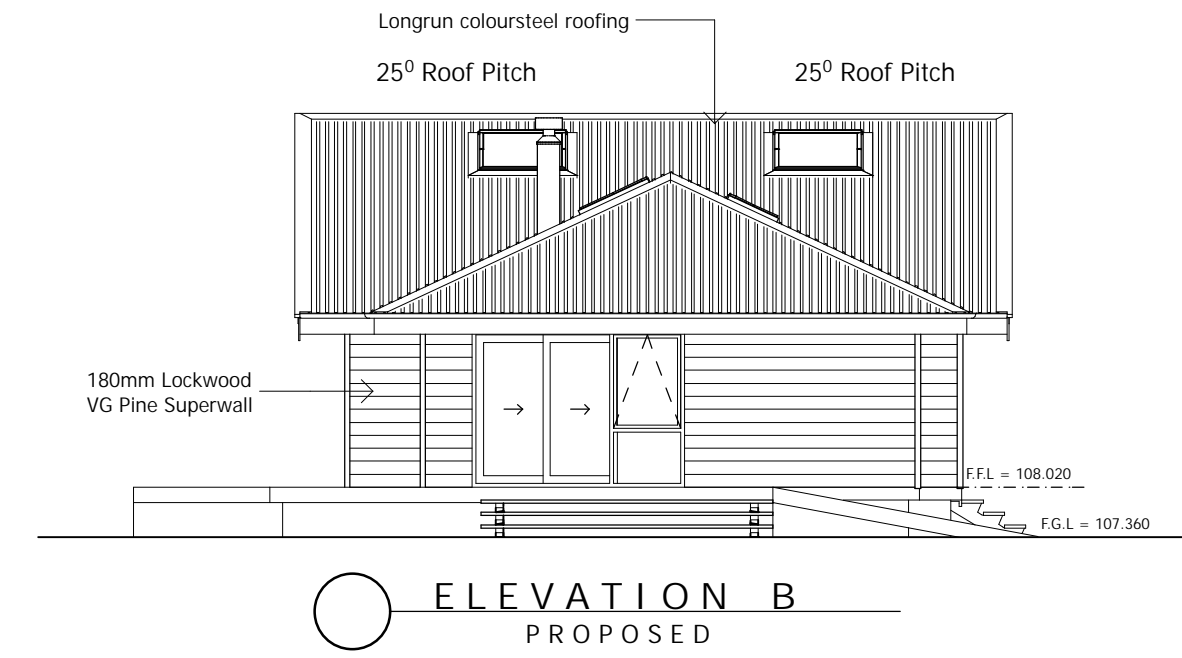 Longrun coloursteel roofing
25⁰ Roof Pitch
25⁰ Roof Pitch
180mm Lockwood
VG Pine Superwall
F.F.L = 108.020
F.G.L = 107.360
ELEVATION B
PROPOSED